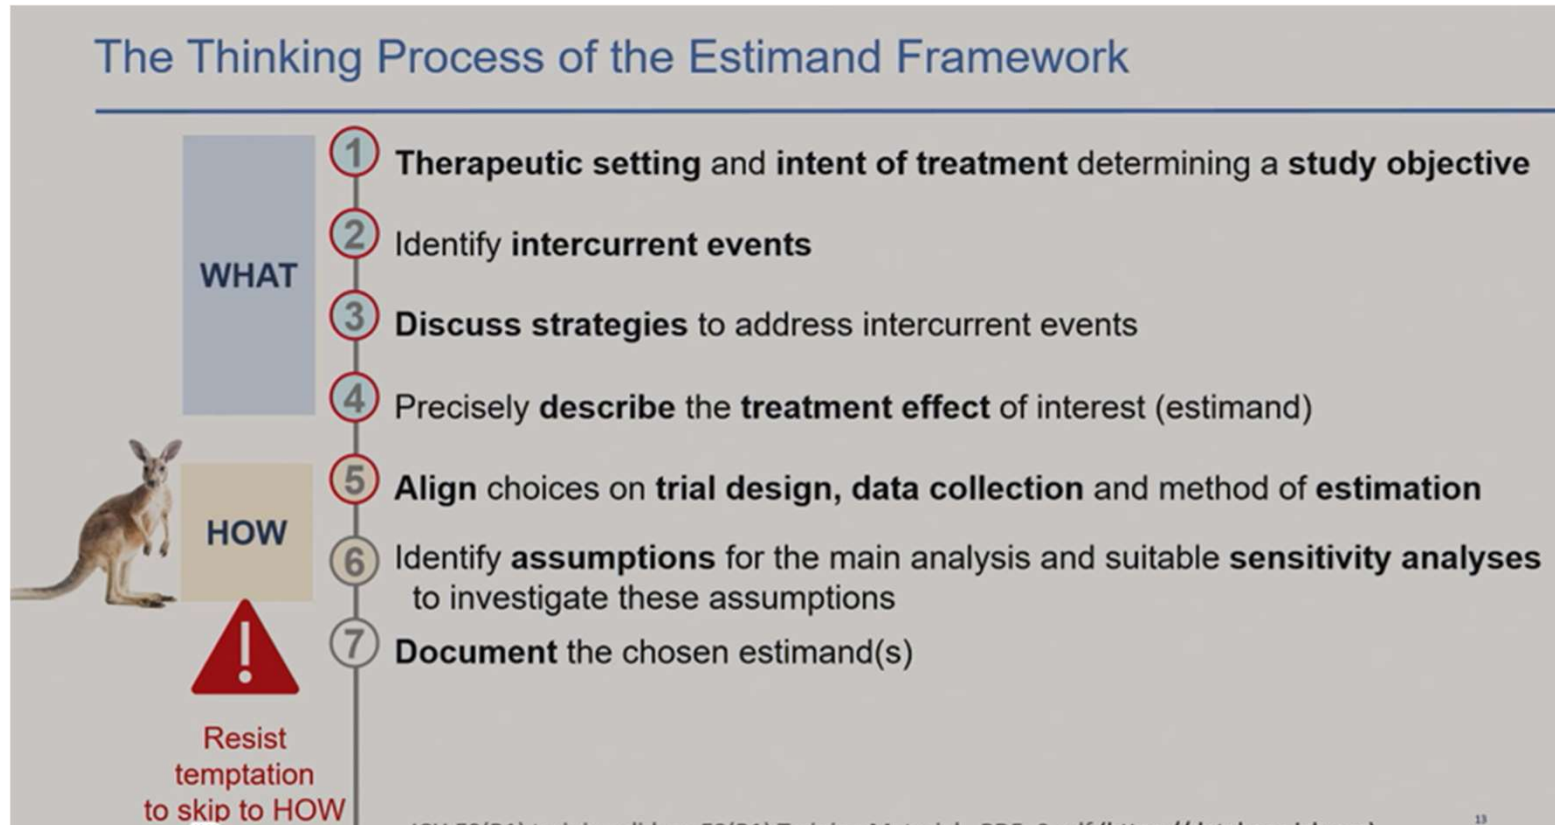 The Thinking Process of the Estimand Framework
WHAT
1 Therapeutic setting and intent of treatment determining a study objective
2 Identify intercurrent events
3 Discuss strategies to address intercurrent events
4 Precisely describe the treatment effect of interest (estimand)
HOW
5 Align choices on trial design, data collection and method of estimation
6 Identify assumptions for the main analysis and suitable sensitivity analyses
to investigate these assumptions
7 Document the chosen estimand(s)
!
Resist
temptation
to skip to HOW
13